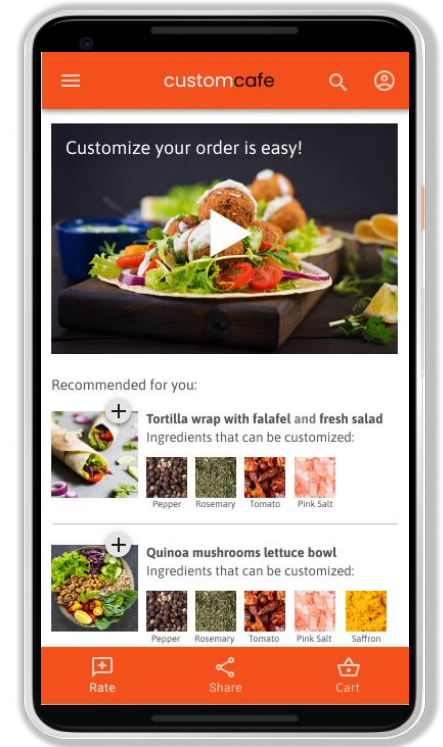 customcafe
Customize your order is easy!
Recommended for you:
Tortilla wrap with falafel and fresh salad
Ingredients that can be customized:
Pepper Rosemary Tomato Pink Salt
Quinoa mushrooms lettuce bowl
Ingredients that can be customized:
Pepper Rosemary Tomato Pink Salt Saffron
Rate Share Cart